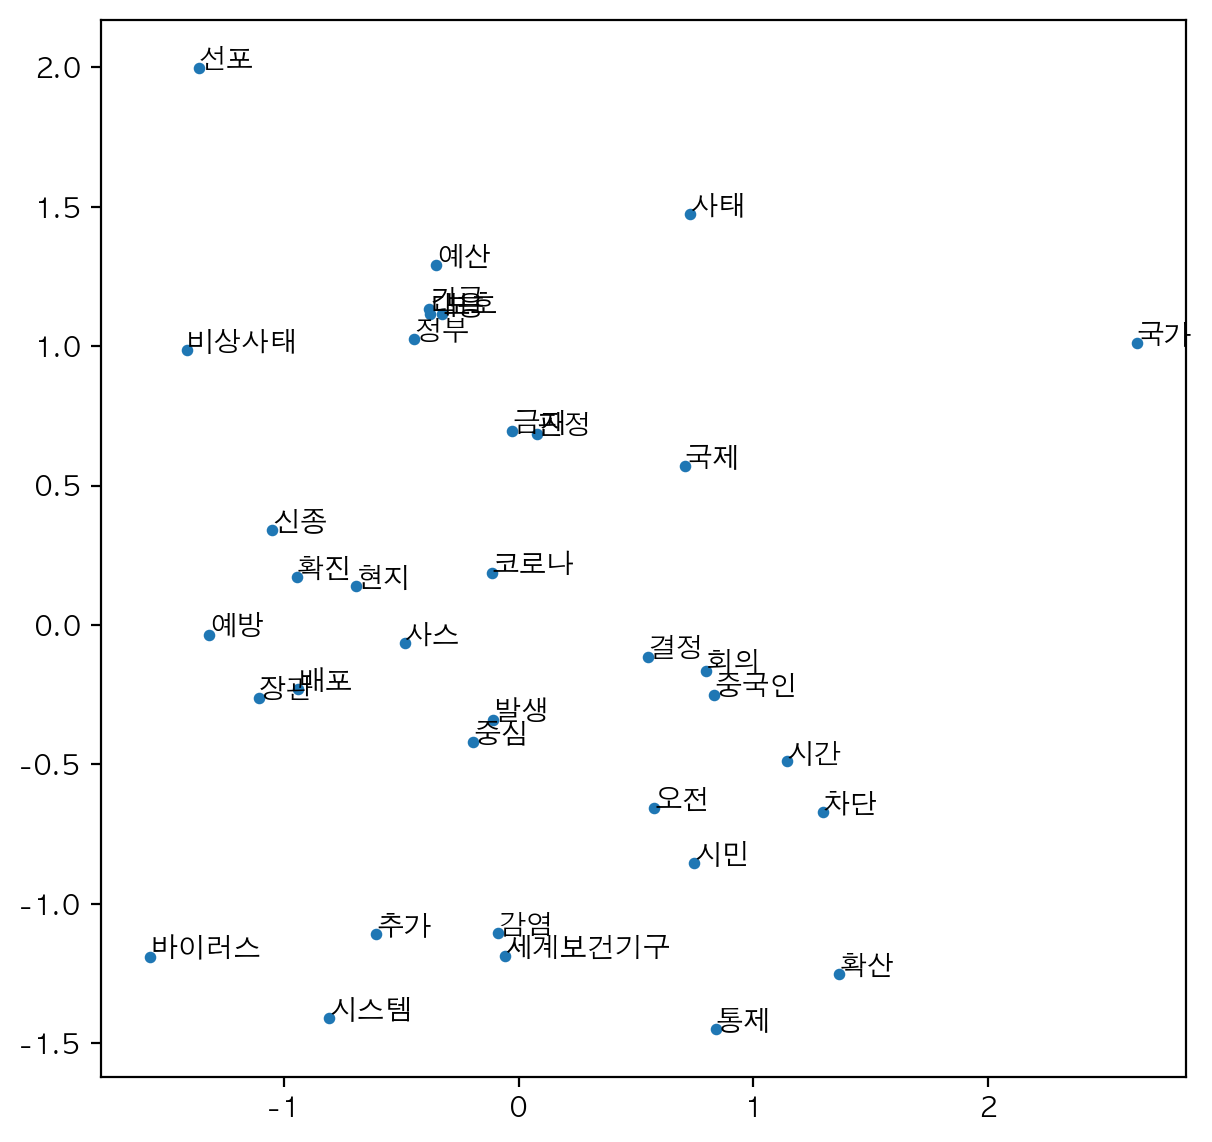 선포
2.0
사태
1.5
예산
정부
비상사태
1.0
국가
금지
판정
국제
0.5
신종
확진
현지
코로나
예방
0.0
사스
결정
회의
중국인
배포
장관
발생
중심
시간
-0.5
오전
차단
시민
-1.0
추가
감염
세계보건기구
바이러스
확산
시스템
통제
-1.5
-1
0
1
2